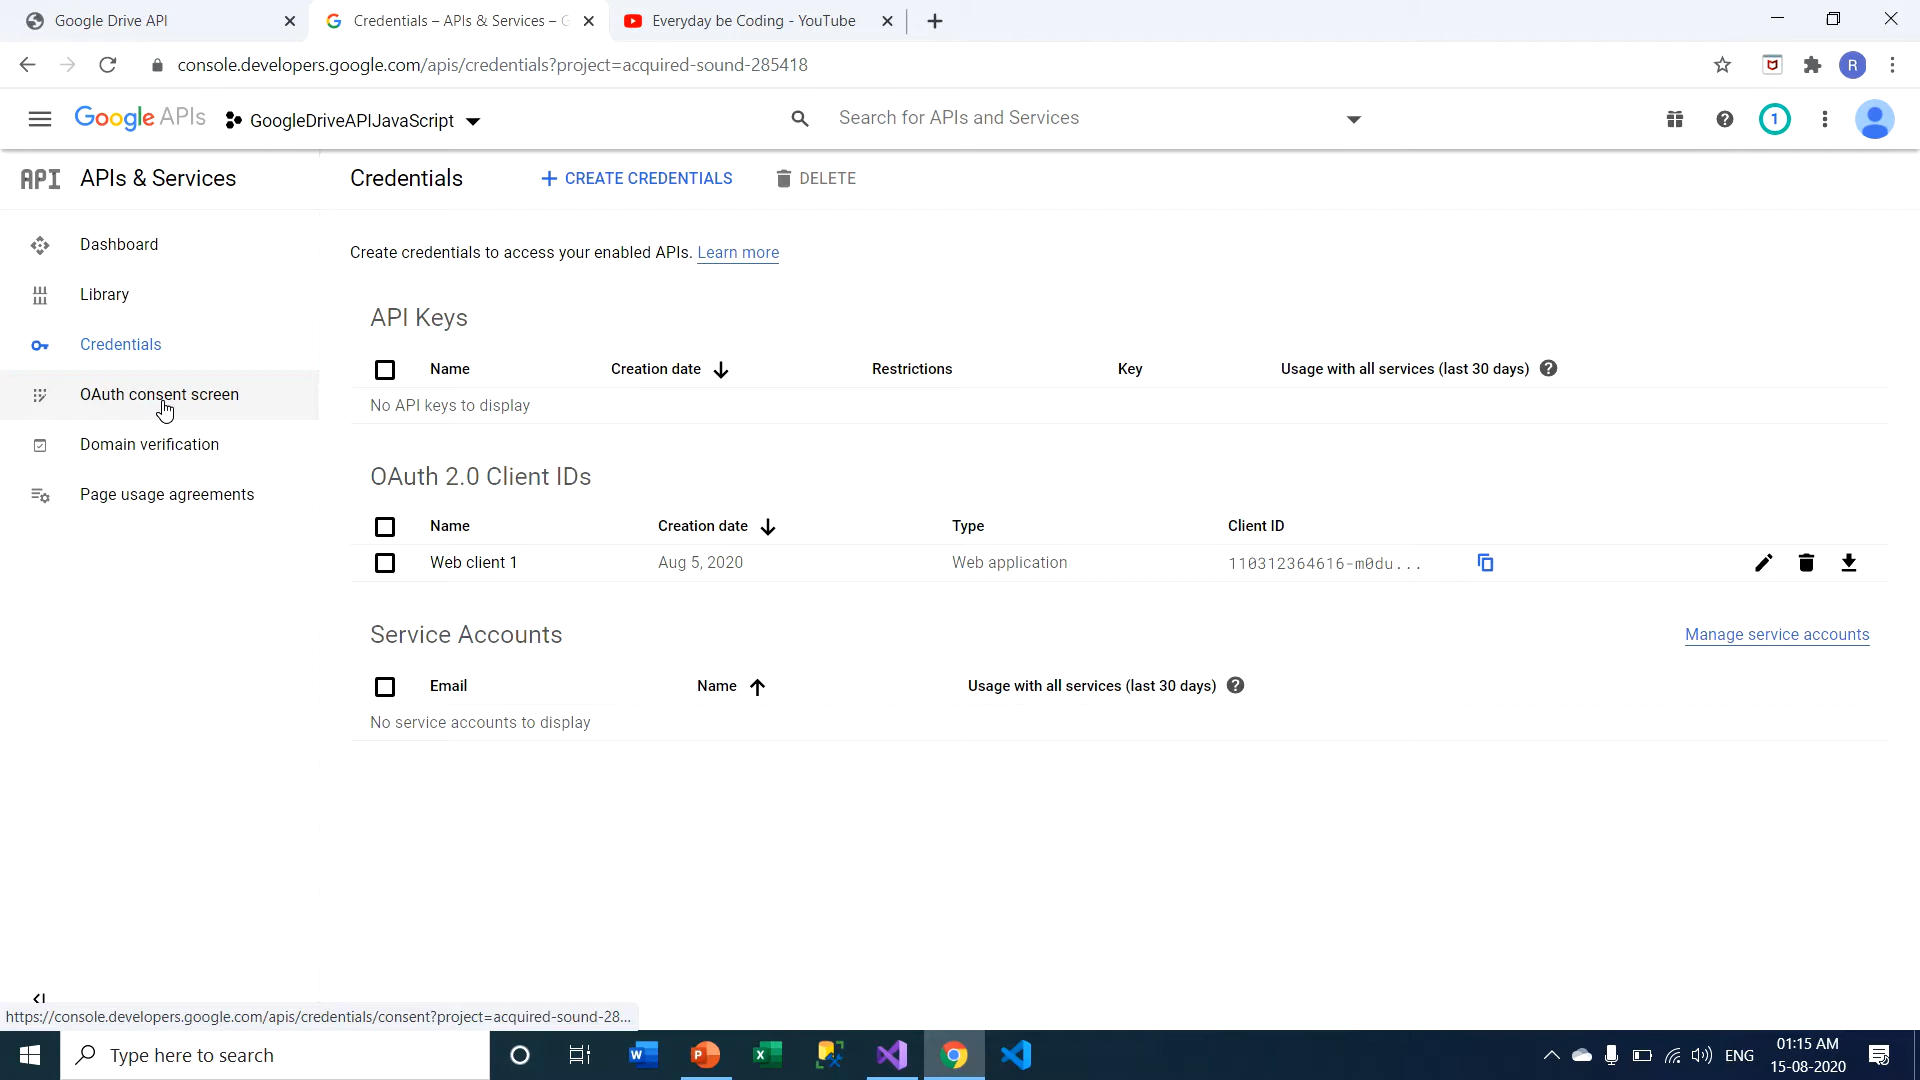 Google Drive API
Credentials – APIs & Services – G
Everyday be Coding - YouTube
console.developers.google.com/apis/credentials?project=acquired-sound-285418
R
Google APIs
GoogleDriveAPIJavaScript
Search for APIs and Services
1
API APIs & Services
Credentials
CREATE CREDENTIALS
DELETE
Dashboard
Library
Credentials
OAuth consent screen
Domain verification
Page usage agreements
Create credentials to access your enabled APIs. Learn more
API Keys
Name Creation date Restrictions Key Usage with all services (last 30 days)
No API keys to display
OAuth 2.0 Client IDs
Name Creation date Type Client ID
Web client 1 Aug 5, 2020 Web application 110312364616-m0du...
Service Accounts
Manage service accounts
Email Name Usage with all services (last 30 days)
No service accounts to display
https://console.developers.google.com/apis/credentials/consent?project=acquired-sound-28...
Type here to search
ENG
01:15 AM
15-08-2020